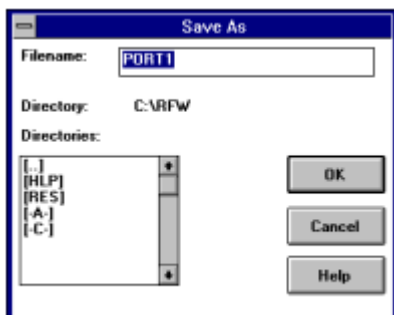 Save As
Filename: PORT1
Directory: C:\RFW
Directories:
[..]
[HLP]
[RES]
[-A-]
[-C-]
OK
Cancel
Help